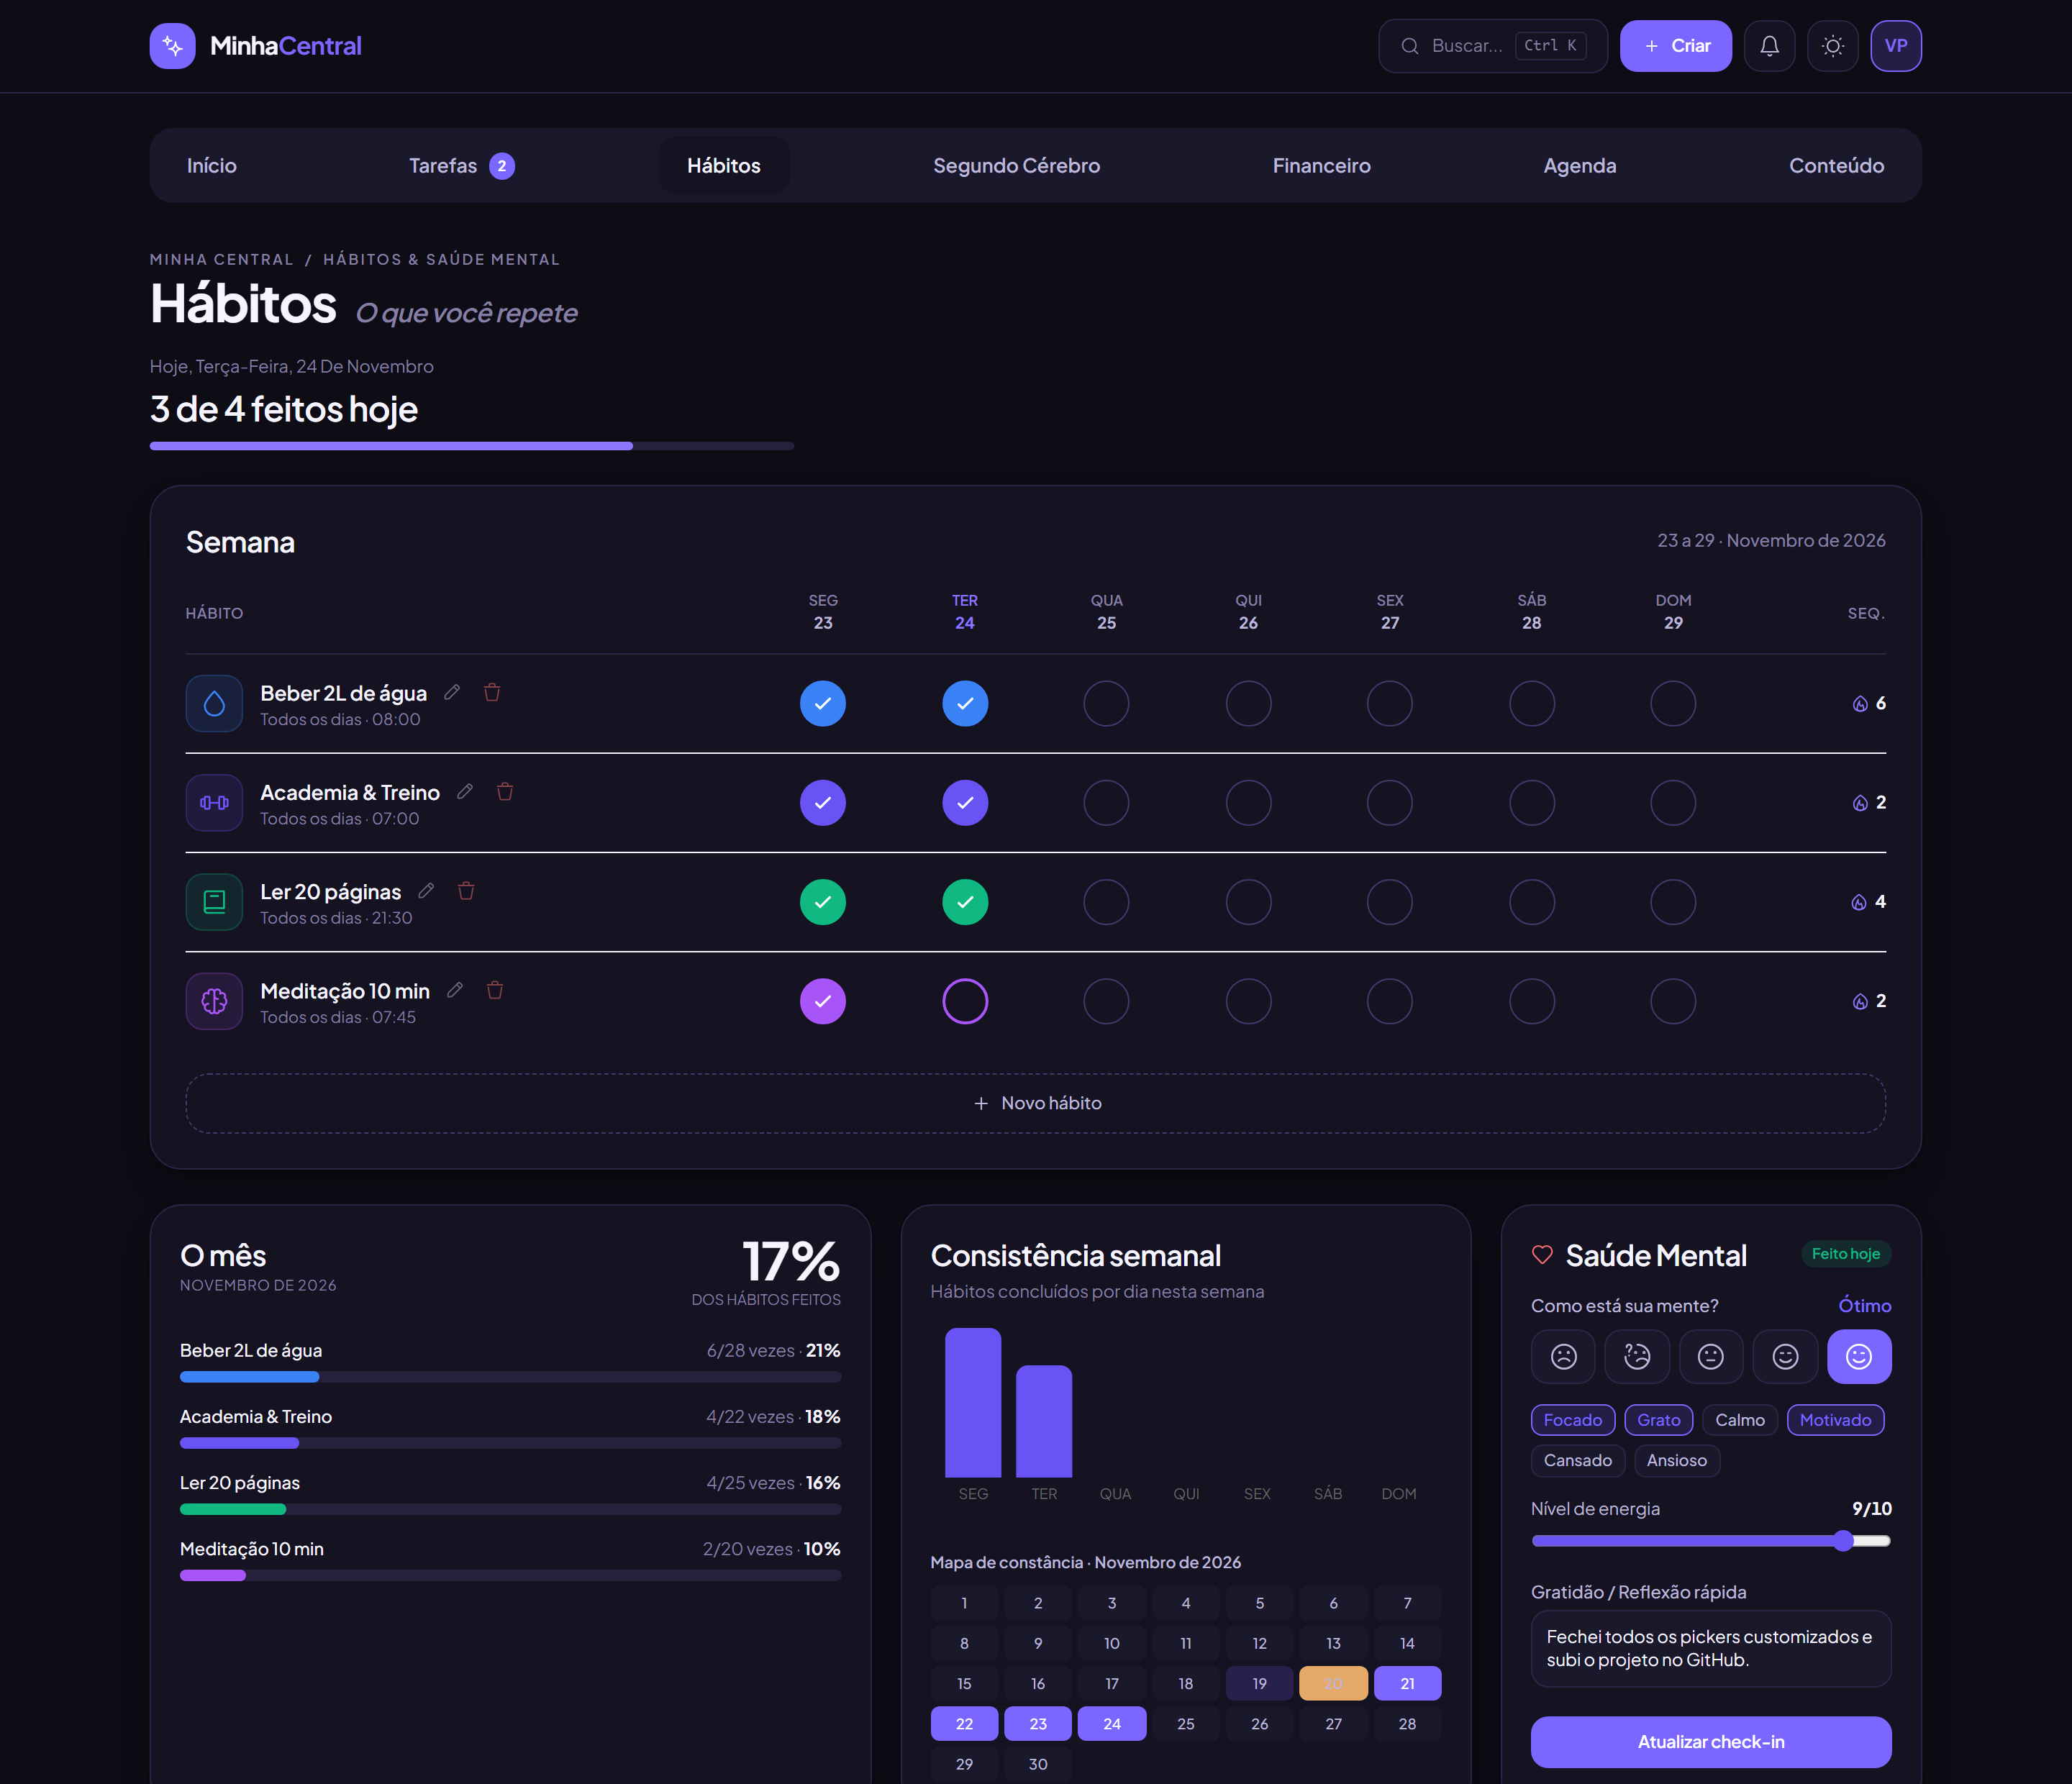 MinhaCentral
Buscar... Ctrl K
+ Criar
VP
Início
Tarefas 2
Hábitos
Segundo Cérebro
Financeiro
Agenda
Conteúdo
MINHA CENTRAL / HÁBITOS & SAÚDE MENTAL
Hábitos O que você repete
Hoje, Terça-Feira, 24 De Novembro
3 de 4 feitos hoje
Semana
23 a 29 · Novembro de 2026
HÁBITO
SEG
23
TER
24
QUA
25
QUI
26
SEX
27
SÁB
28
DOM
29
SEQ.
Beber 2L de água
Todos os dias · 08:00
6
Academia & Treino
Todos os dias · 07:00
2
Ler 20 páginas
Todos os dias · 21:30
4
Meditação 10 min
Todos os dias · 07:45
2
+ Novo hábito
O mês
NOVEMBRO DE 2026
17%
DOS HÁBITOS FEITOS
Beber 2L de água 6/28 vezes · 21%
Academia & Treino 4/22 vezes · 18%
Ler 20 páginas 4/25 vezes · 16%
Meditação 10 min 2/20 vezes · 10%
Consistência semanal
Hábitos concluídos por dia nesta semana
SEG TER QUA QUI SEX SÁB DOM
Mapa de constância · Novembro de 2026
1 2 3 4 5 6 7
8 9 10 11 12 13 14
15 16 17 18 19 20 21
22 23 24 25 26 27 28
29 30
Saúde Mental
Feito hoje
Como está sua mente? Ótimo
Focado Grato Calmo Motivado
Cansado Ansioso
Nível de energia 9/10
Gratidão / Reflexão rápida
Fechei todos os pickers customizados e
subi o projeto no GitHub.
Atualizar check-in